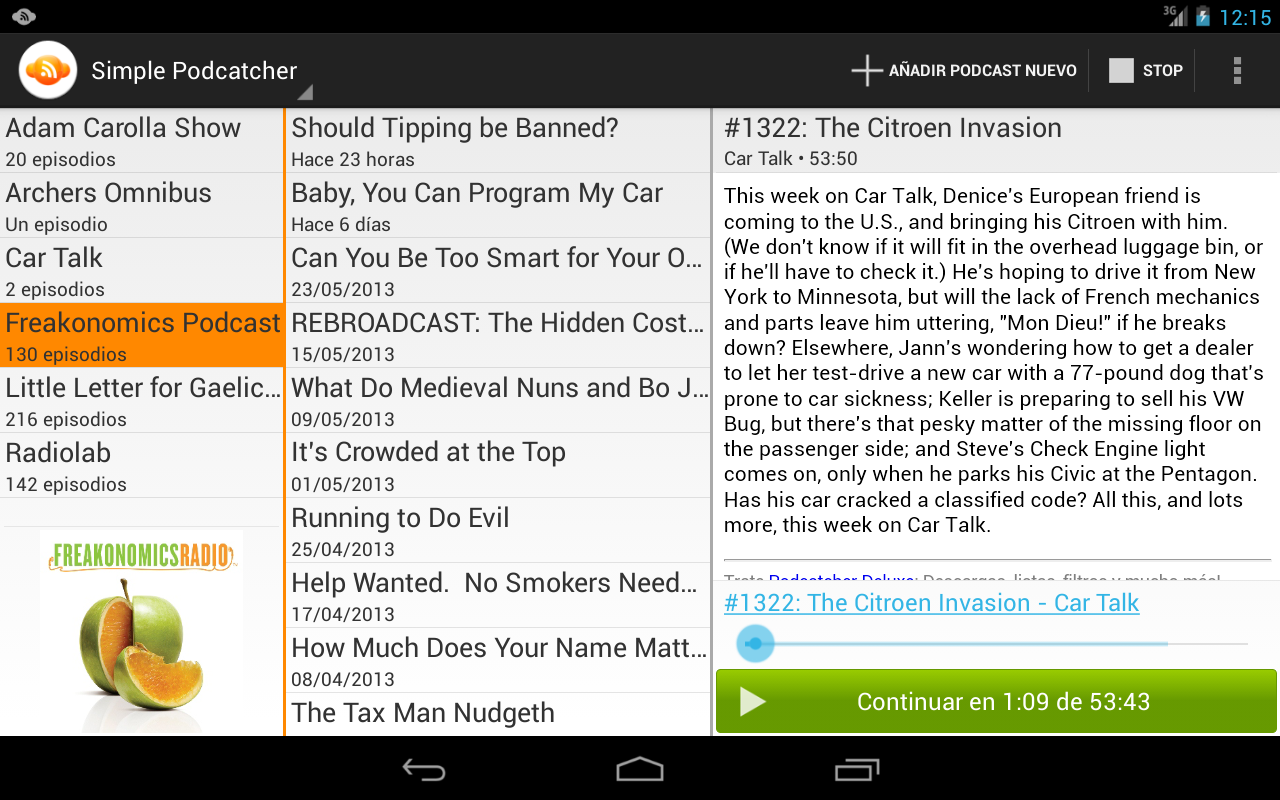 3G
12:15
Simple Podcatcher
AÑADIR PODCAST NUEVO
STOP
Adam Carolla Show
20 episodios
Archers Omnibus
Un episodio
Car Talk
2 episodios
Freakonomics Podcast
130 episodios
Little Letter for Gaelic...
216 episodios
Radiolab
142 episodios
FREAKONOMICSRADIO
Should Tipping be Banned?
Hace 23 horas
Baby, You Can Program My Car
Hace 6 días
Can You Be Too Smart for Your O...
23/05/2013
REBROADCAST: The Hidden Cost...
15/05/2013
What Do Medieval Nuns and Bo J...
09/05/2013
It's Crowded at the Top
01/05/2013
Running to Do Evil
25/04/2013
Help Wanted.  No Smokers Need...
17/04/2013
How Much Does Your Name Matt...
08/04/2013
The Tax Man Nudgeth
#1322: The Citroen Invasion
Car Talk • 53:50
This week on Car Talk, Denice's European friend is
coming to the U.S., and bringing his Citroen with him.
(We don't know if it will fit in the overhead luggage bin, or
if he'll have to check it.) He's hoping to drive it from New
York to Minnesota, but will the lack of French mechanics
and parts leave him uttering, "Mon Dieu!" if he breaks
down? Elsewhere, Jann's wondering how to get a dealer
to let her test-drive a new car with a 77-pound dog that's
prone to car sickness; Keller is preparing to sell his VW
Bug, but there's that pesky matter of the missing floor on
the passenger side; and Steve's Check Engine light
comes on, only when he parks his Civic at the Pentagon.
Has his car cracked a classified code? All this, and lots
more, this week on Car Talk.
Podcatcher Deluxe: Descargas, listas, filtros y mucho más!
#1322: The Citroen Invasion - Car Talk
Continuar en 1:09 de 53:43